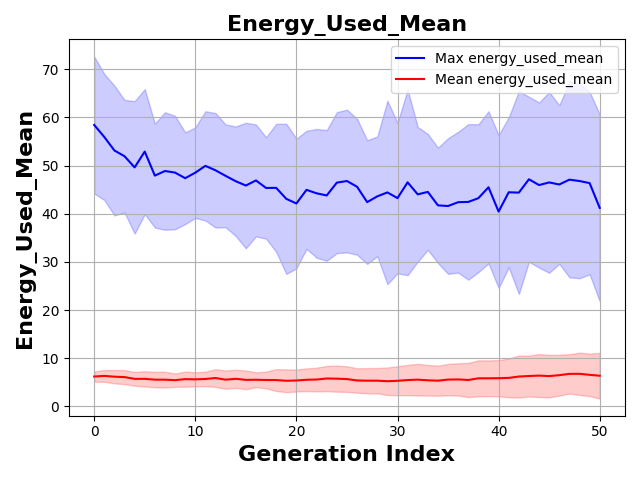 Energy_Used_Mean
Max energy_used_mean
Mean energy_used_mean
Energy_Used_Mean
70
60
50
40
30
20
10
0
0 10 20 30 40 50
Generation Index